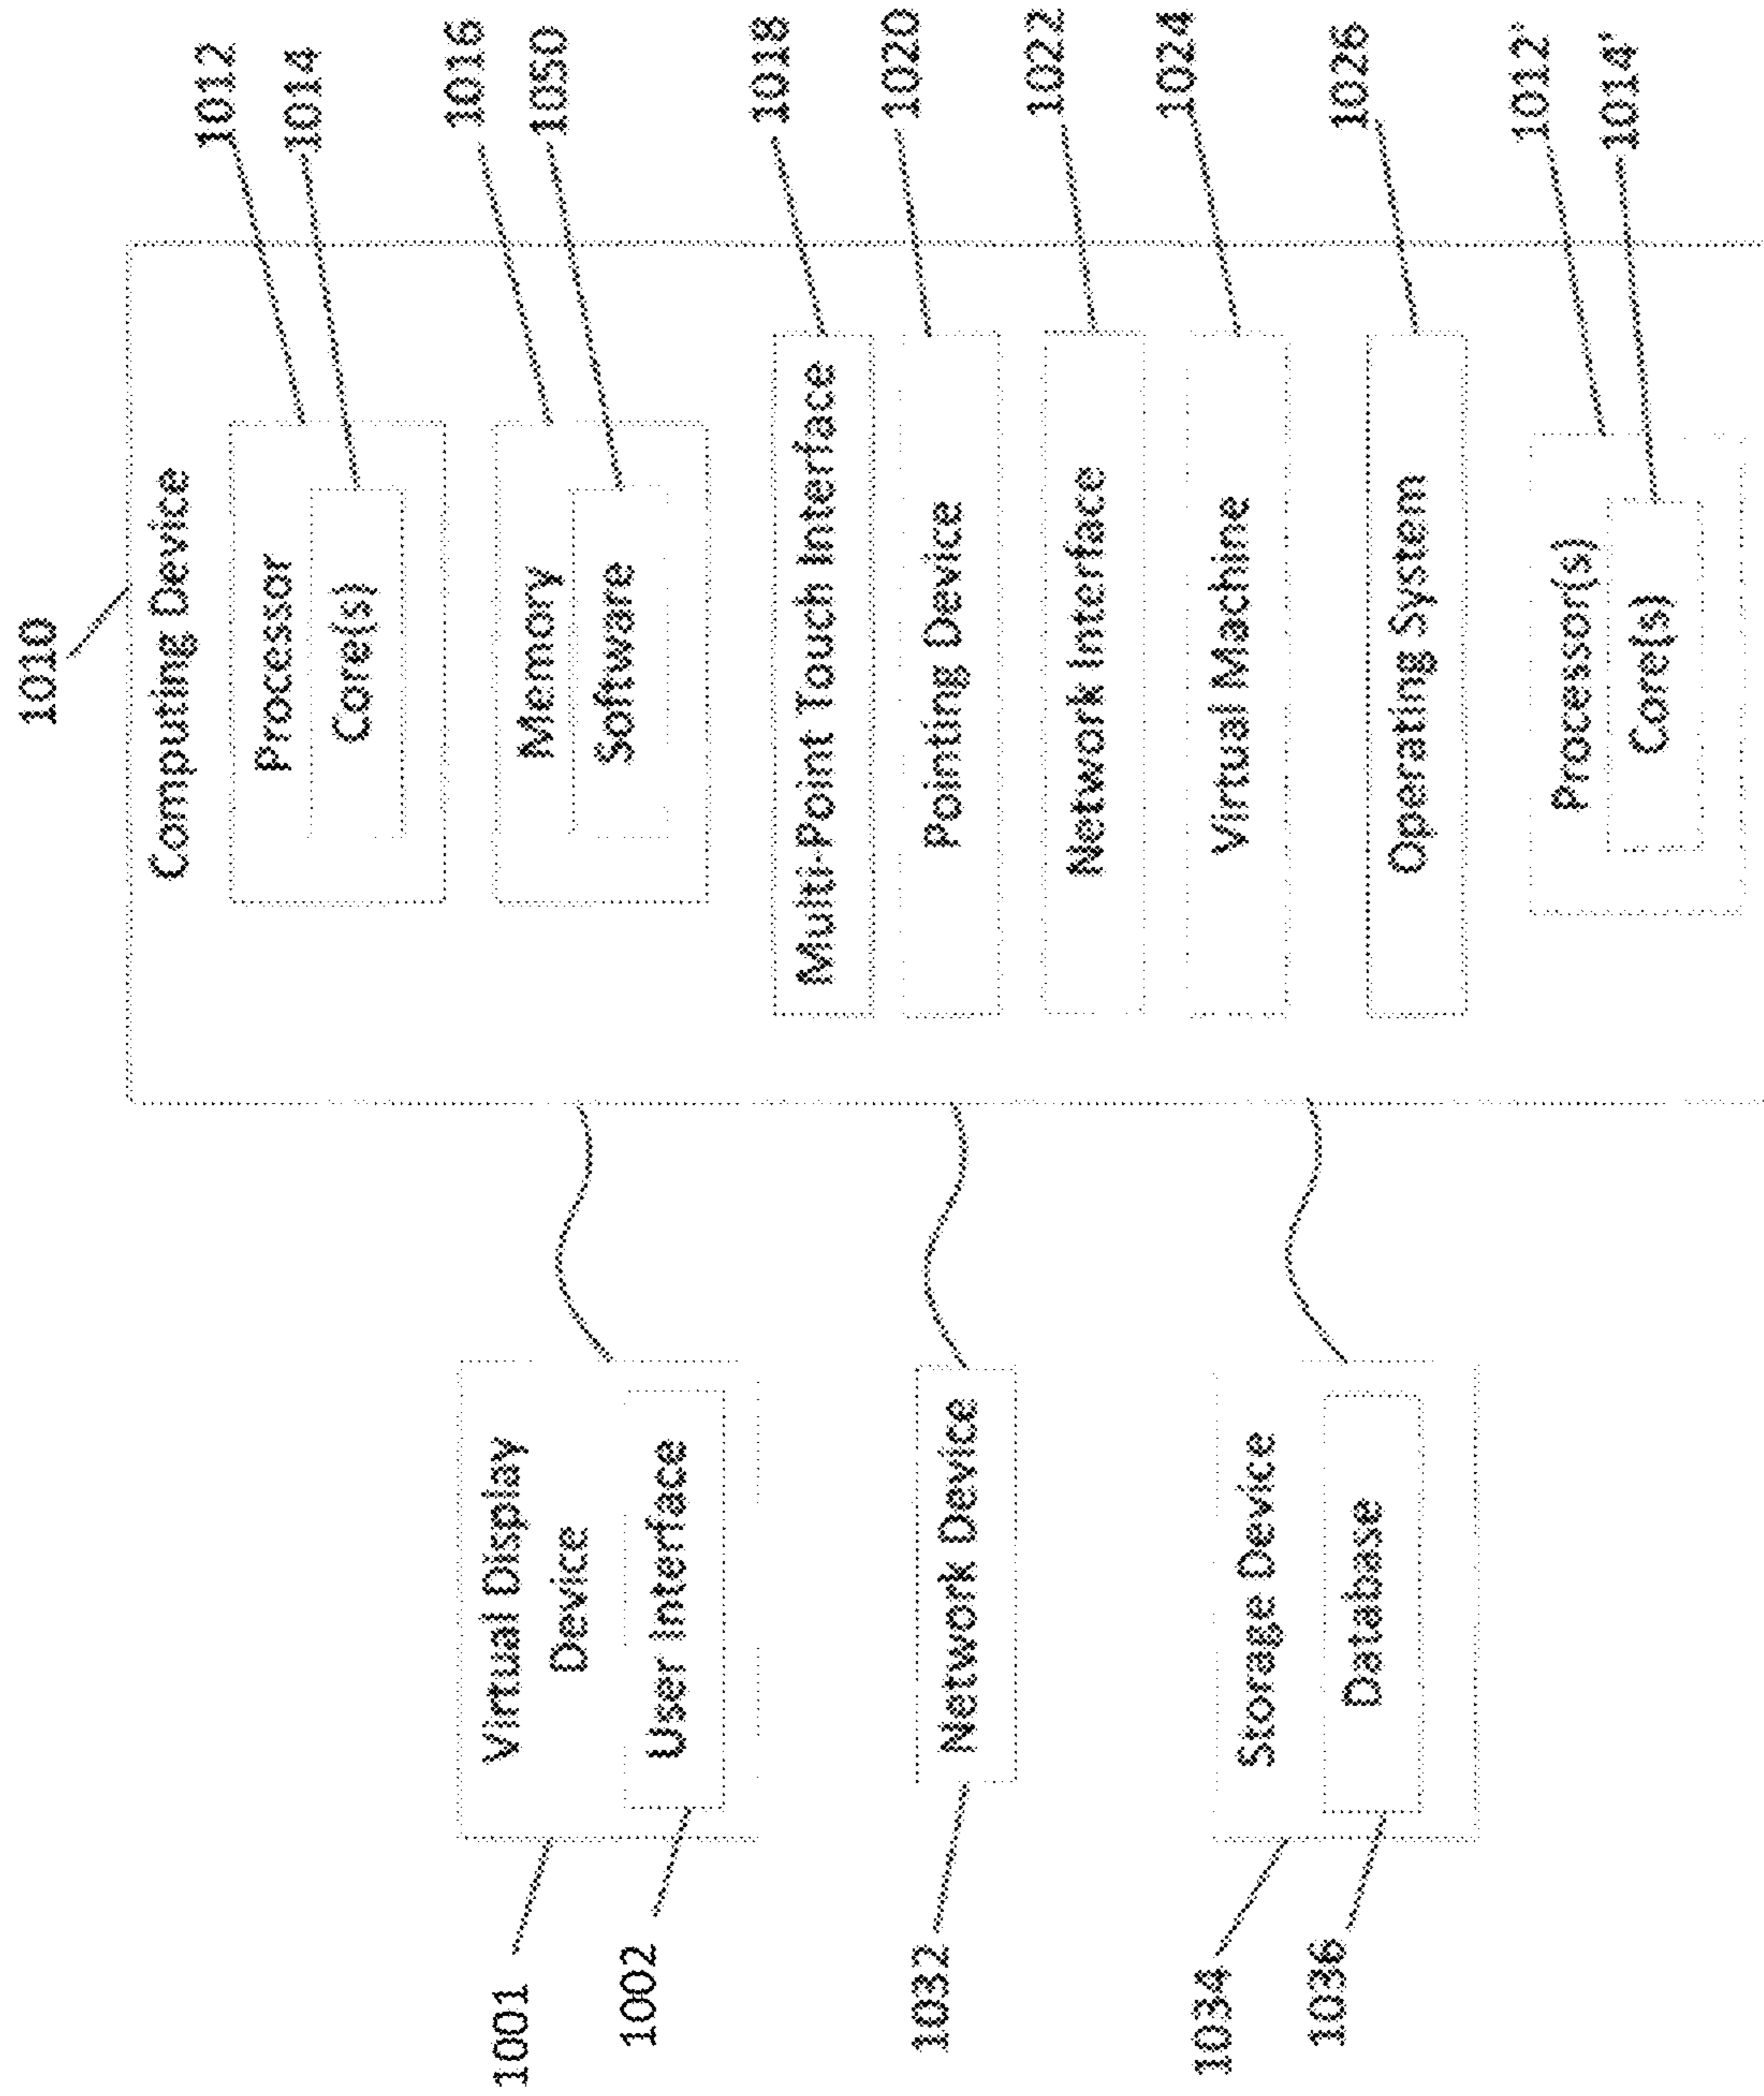 1010
Computing Device
1012
Processor
1014
Core(s)
1016
Memory
1050
Software
1018
Multi-Point Touch Interface
1020
Pointing Device
1022
Network Interface
1024
Virtual Machine
1026
Operating System
1012'
Processor(s)
1014'
Core(s)
1001
Virtual Display
Device
1002
User Interface
1032
Network Device
1034
Storage Device
1036
Database